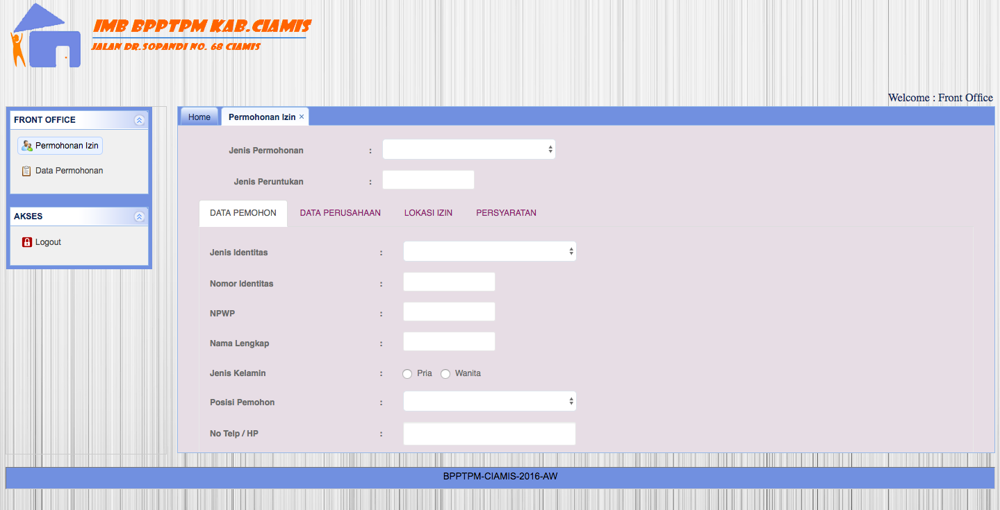 IMB BPPTPM KAB.CIAMIS
JALAN DR.SOPANDI NO. 68 CIAMIS
Welcome : Front Office
FRONT OFFICE
Permohonan Izin
Data Permohonan
AKSES
Logout
Home Permohonan Izin ×
Jenis Permohonan :
Jenis Peruntukan :
DATA PEMOHON DATA PERUSAHAAN LOKASI IZIN PERSYARATAN
Jenis Identitas :
Nomor Identitas :
NPWP :
Nama Lengkap :
Jenis Kelamin : Pria Wanita
Posisi Pemohon :
No Telp / HP :
BPPTPM-CIAMIS-2016-AW